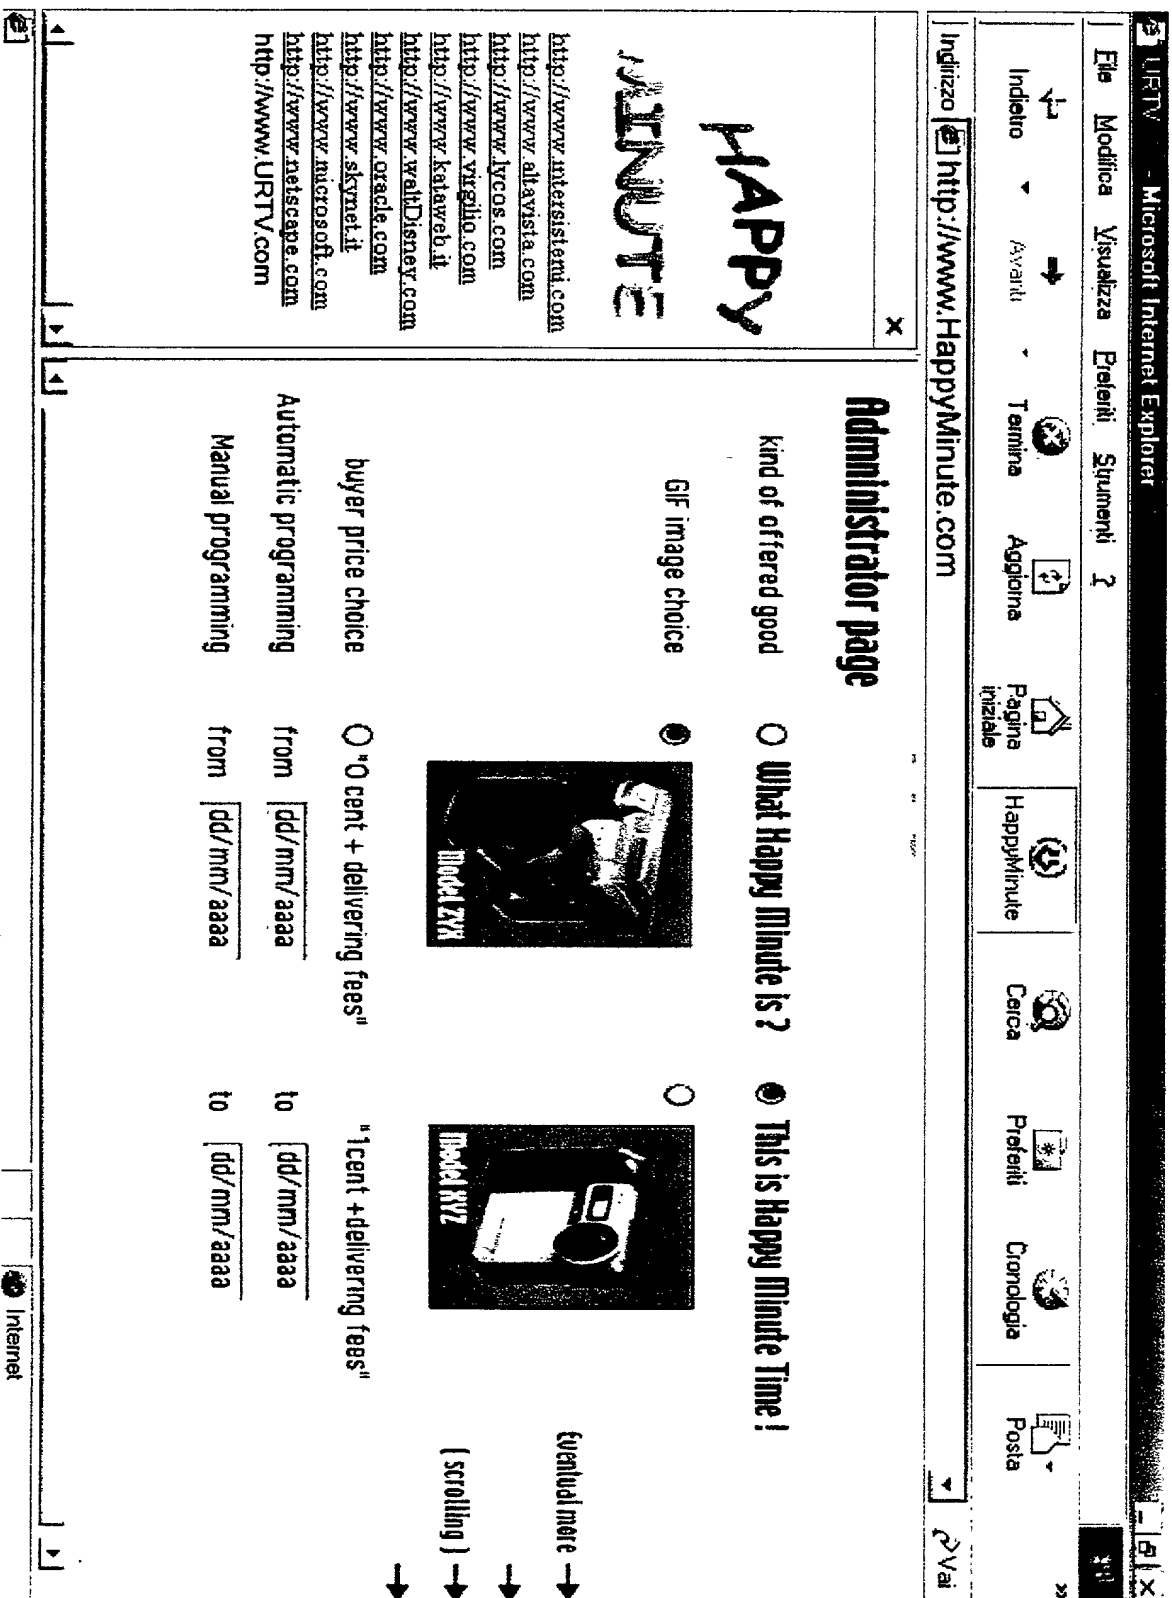 URTV - Microsoft Internet Explorer
File Modifica Visualizza Preferiti Strumenti ?
Indietro Avanti Termina Aggiorna Pagina iniziale HappyMinute Cerca Preferiti Cronologia Posta »
Indirizzo http://www.HappyMinute.com Vai
X
HAPPY
MINUTE
http://www.intersistemi.com
http://www.altavista.com
http://www.lycos.com
http://www.virgilio.com
http://www.kataweb.it
http://www.waltDisney.com
http://www.oracle.com
http://www.skynet.it
http://www.microsoft.com
http://www.netscape.com
http://www.URTV.com
Admninistrator page
kind of offered good What Happy Minute is ? This is Happy Minute Time !
GIF image choice
Model ZYX Model XYZ
Eventual more
( scrolling )
buyer price choice "0 cent + delivering fees" "1cent +delivering fees"
Automatic programming from dd/mm/aaaa to dd/mm/aaaa
Manual programming from dd/mm/aaaa to dd/mm/aaaa
Internet